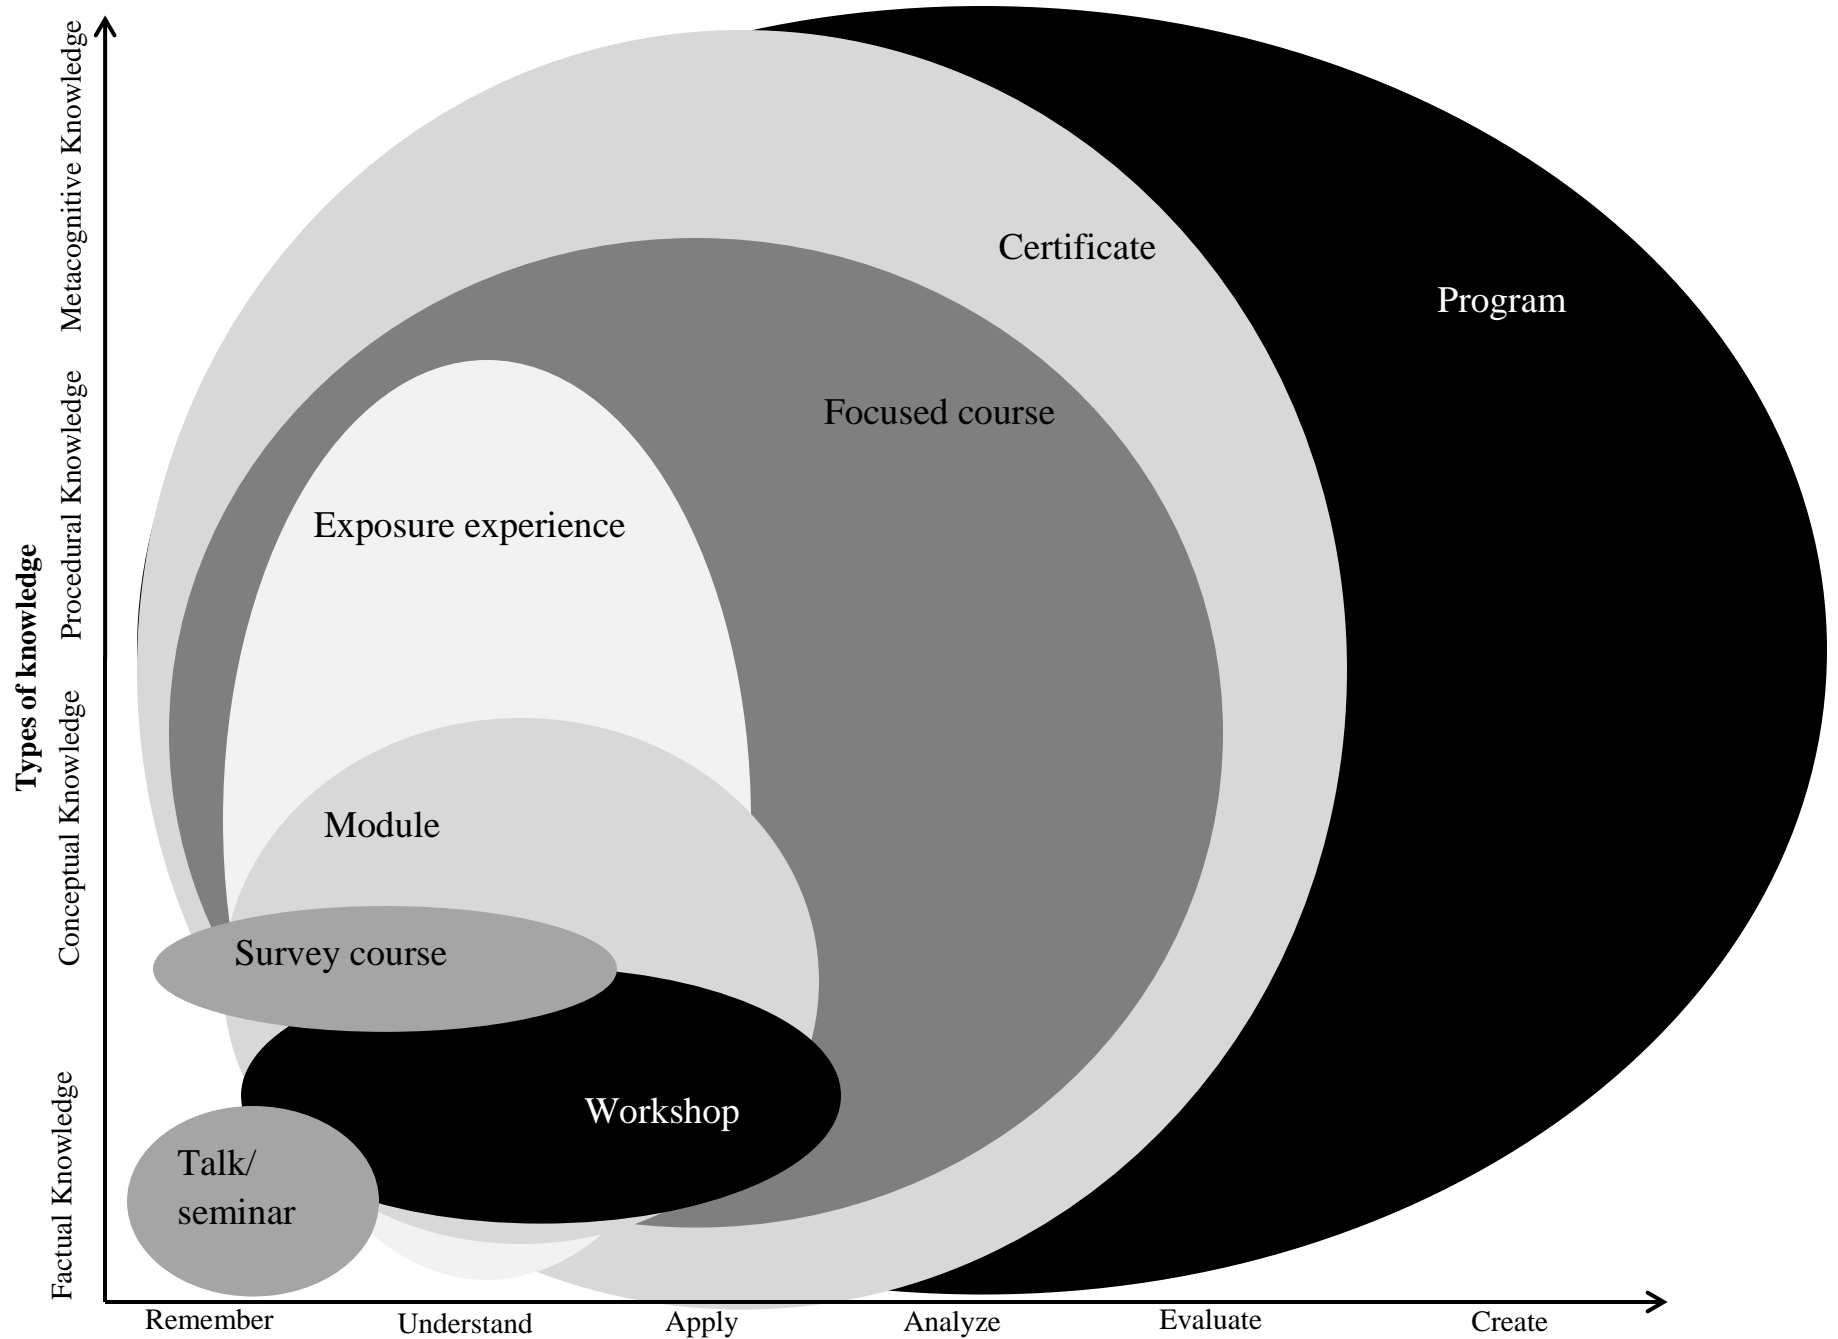 Types of knowledge
Metacognitive Knowledge
Procedural Knowledge
Conceptual Knowledge
Factual Knowledge
Certificate
Program
Focused course
Exposure experience
Module
Survey course
Workshop
Talk/
seminar
Remember
Understand
Apply
Analyze
Evaluate
Create